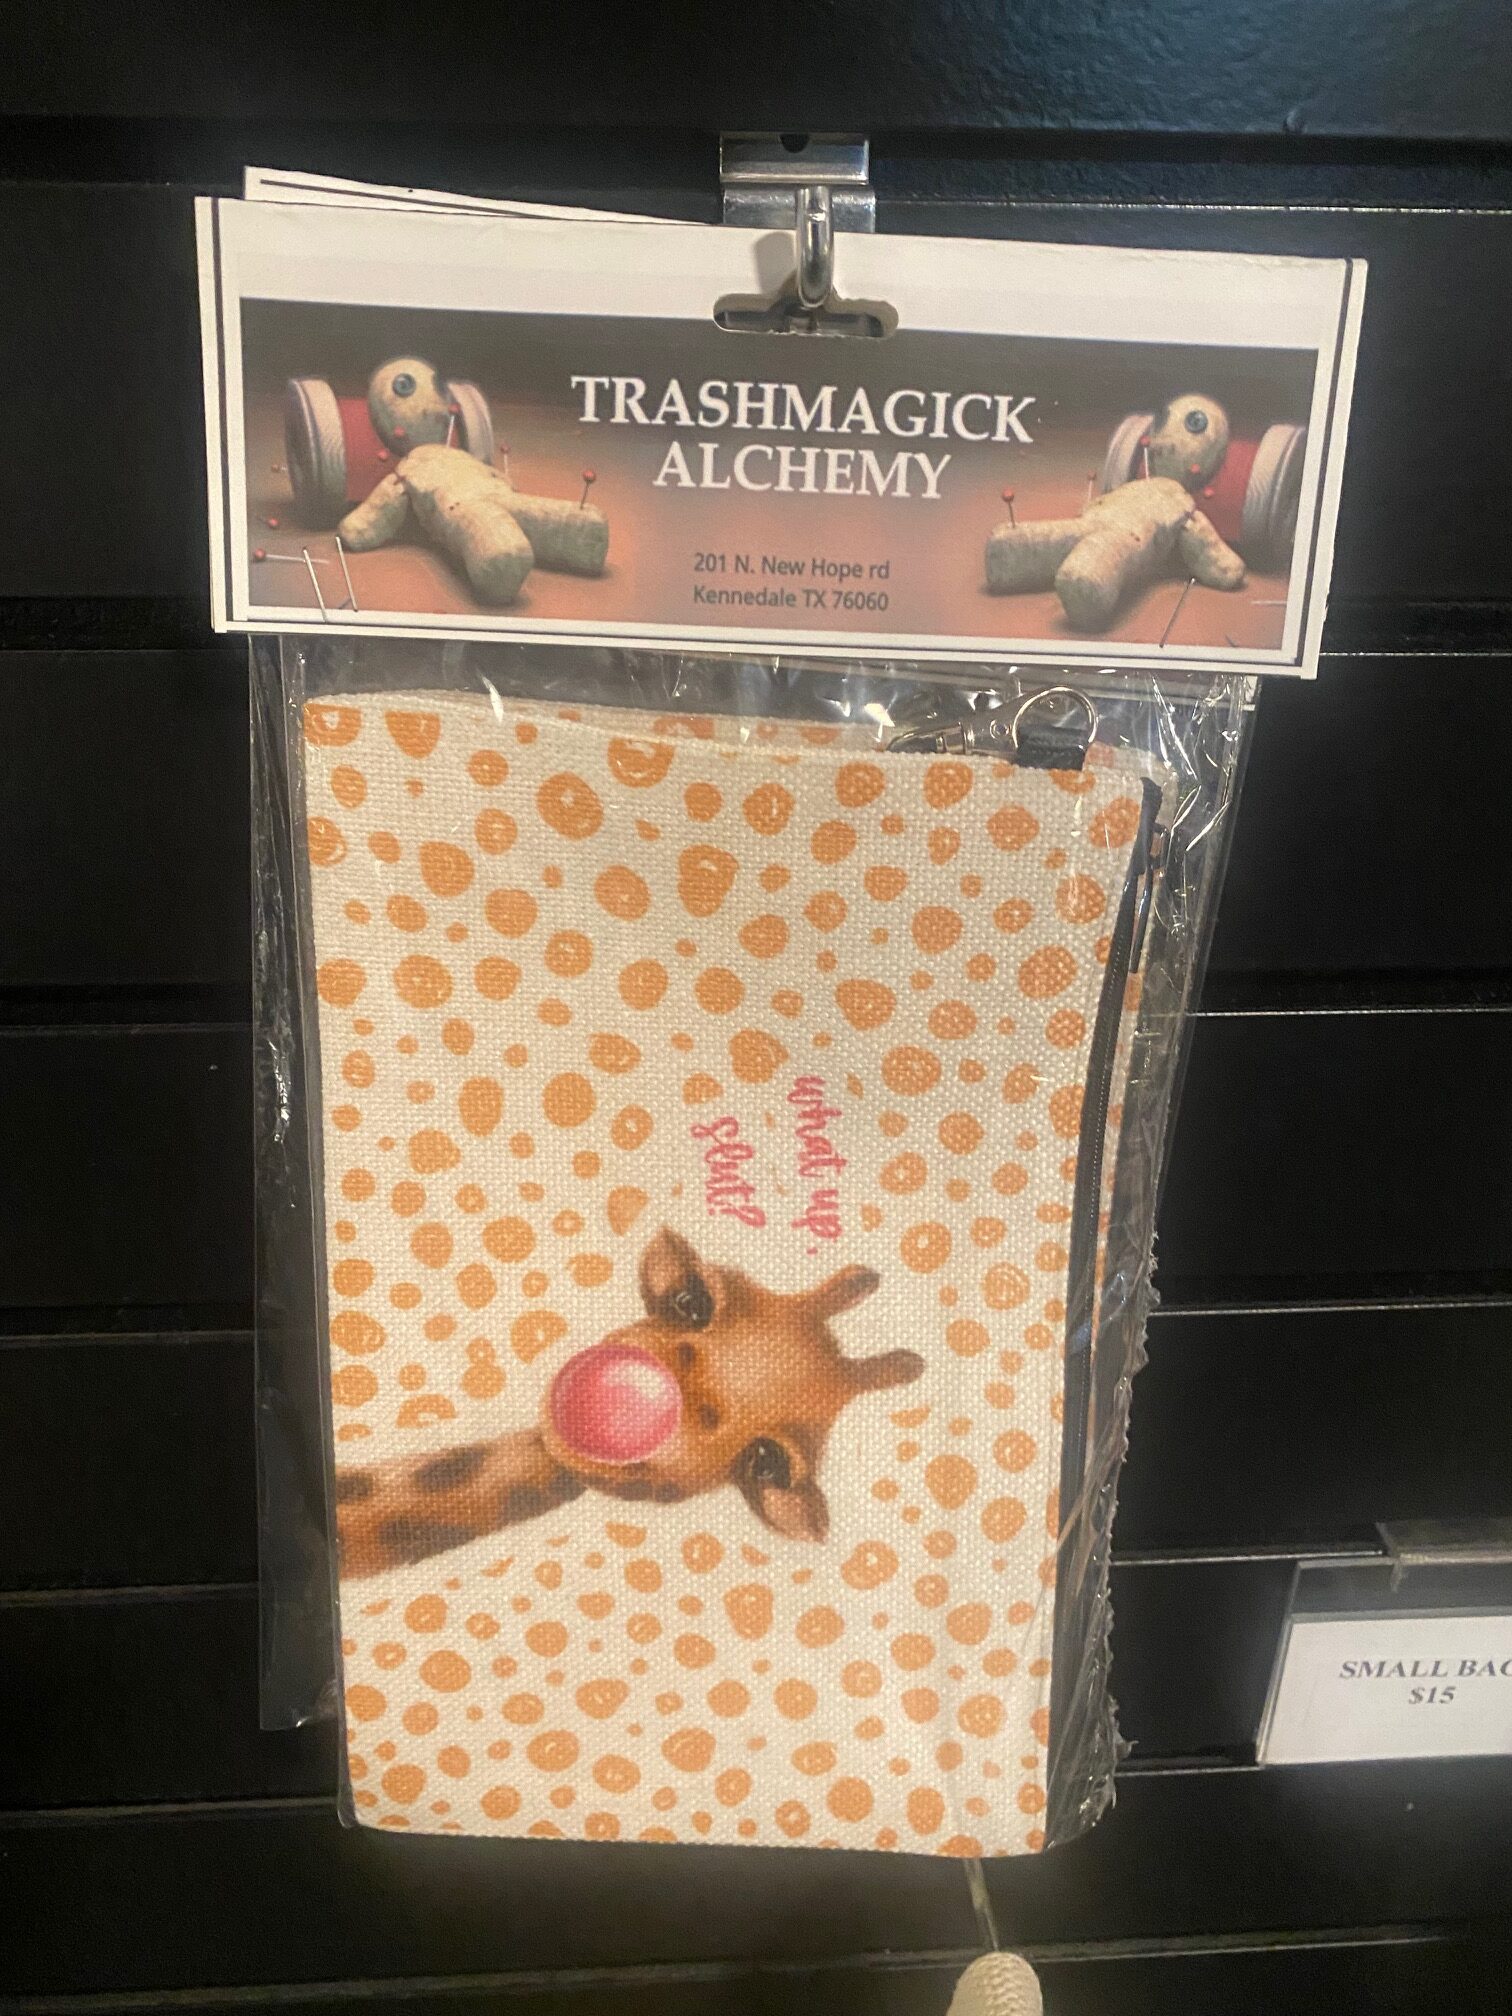 TRASHMAGICK
ALCHEMY
201 N. New Hope rd
Kennedale TX 76060
what up,
slut?
SMALL BAG
$15